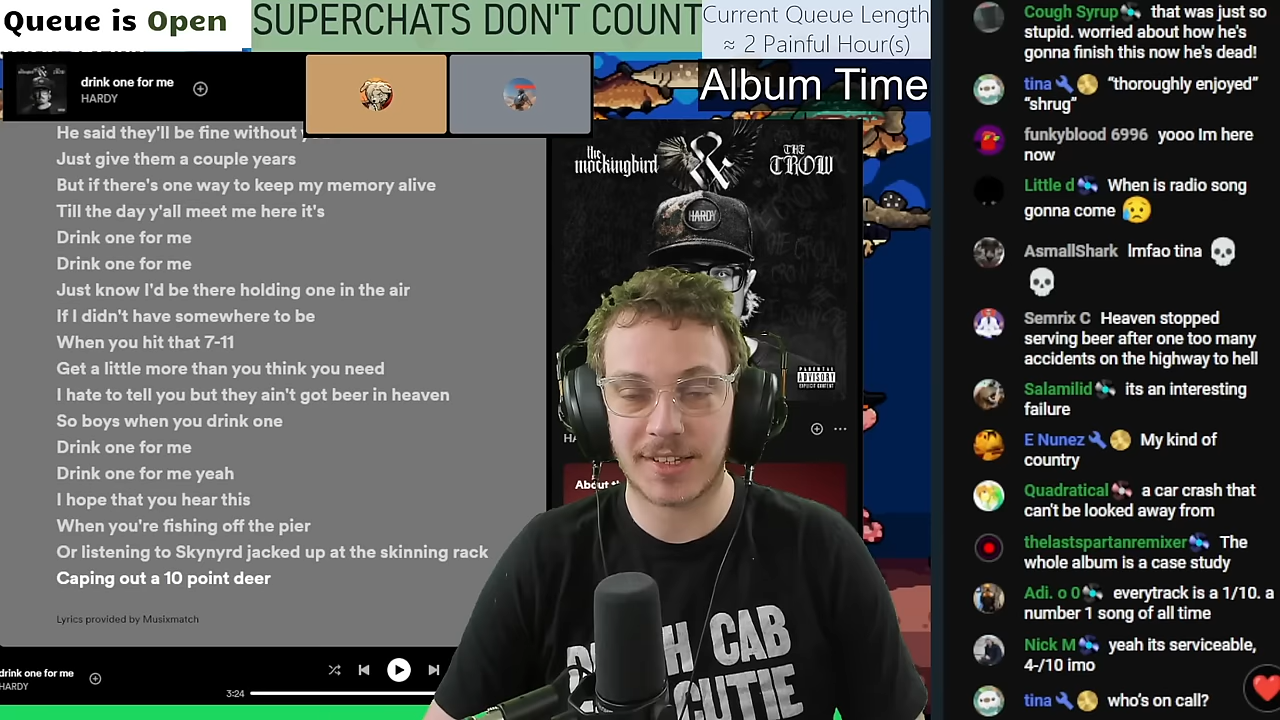 Queue is Open
SUPERCHATS DON'T COUNT
Current Queue Length
≈ 2 Painful Hour(s)
Album Time
drink one for me
HARDY
He said they'll be fine without
Just give them a couple years
But if there's one way to keep my memory alive
Till the day y'all meet me here it's
Drink one for me
Drink one for me
Just know I'd be there holding one in the air
If I didn't have somewhere to be
When you hit that 7-11
Get a little more than you think you need
I hate to tell you but they ain't got beer in heaven
So boys when you drink one
Drink one for me
Drink one for me yeah
I hope that you hear this
When you're fishing off the pier
Or listening to Skynyrd jacked up at the skinning rack
Caping out a 10 point deer
Lyrics provided by Musixmatch
drink one for me
HARDY
3:24
the mockingbird & THE CROW
HARDY
PARENTAL
ADVISORY
EXPLICIT CONTENT
HA
About
CAB
CUTIE
Cough Syrup that was just so
stupid. worried about how he's
gonna finish this now he's dead!
tina “thoroughly enjoyed”
“shrug”
funkyblood 6996 yooo Im here
now
Little d When is radio song
gonna come 😥
AsmallShark lmfao tina 💀
💀
Semrix C Heaven stopped
serving beer after one too many
accidents on the highway to hell
Salamilid its an interesting
failure
E Nunez My kind of
country
Quadratical a car crash that
can't be looked away from
thelastspartanremixer The
whole album is a case study
Adi. o 0 everytrack is a 1/10. a
number 1 song of all time
Nick M yeah its serviceable,
4-/10 imo
tina who's on call?